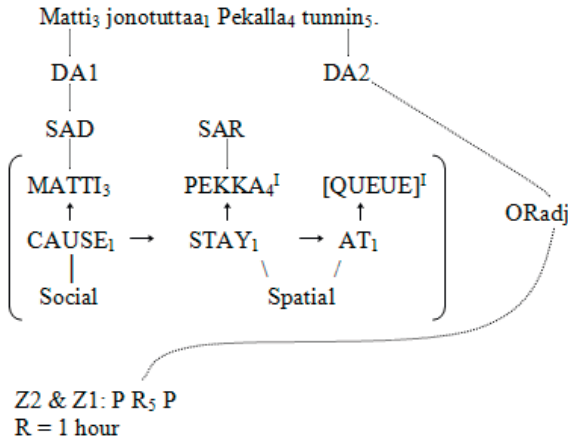 Matti₃ jonotuttaa₁ Pekalla₄ tunnin₅.
DA1 DA2
SAD SAR
MATTI₃ PEKKA₄ᴵ [QUEUE]ᴵ
ORadj
CAUSE₁ → STAY₁ → AT₁
Social Spatial
Z2 & Z1: P R₅ P
R = 1 hour